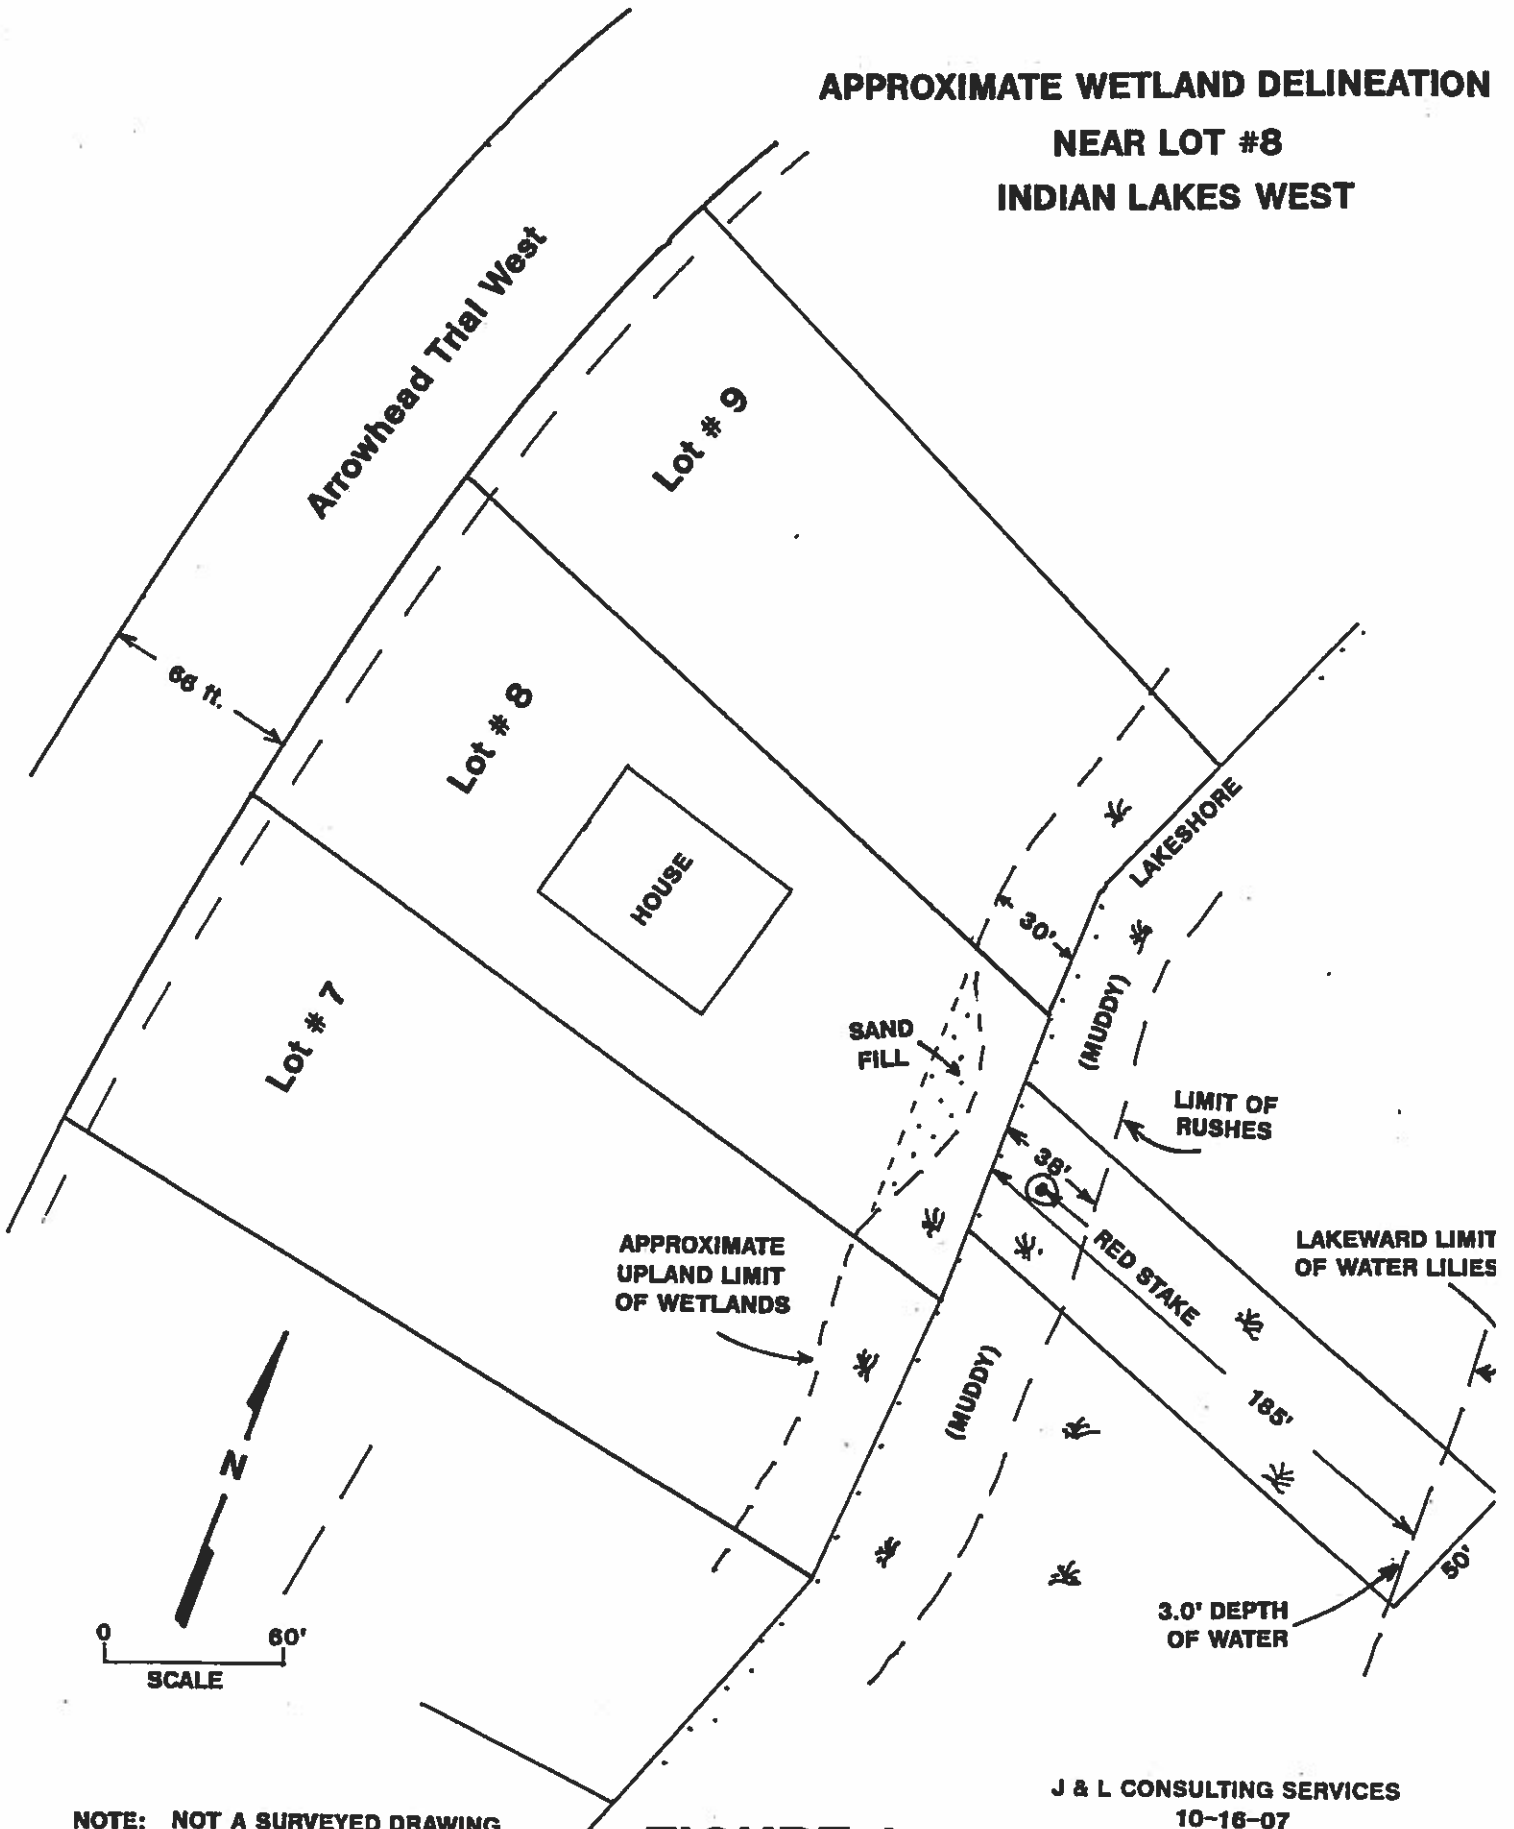 APPROXIMATE WETLAND DELINEATION
NEAR LOT #8
INDIAN LAKES WEST
Arrowhead Trial West
Lot # 9
66 ft.
Lot # 8
HOUSE
LAKESHORE
30'
(MUDDY)
Lot # 7
SAND
FILL
LIMIT OF
RUSHES
38'
RED STAKE
LAKEWARD LIMIT
OF WATER LILIES
APPROXIMATE
UPLAND LIMIT
OF WETLANDS
(MUDDY)
185'
50'
N
3.0' DEPTH
OF WATER
0 60'
SCALE
J & L CONSULTING SERVICES
10-16-07
NOTE: NOT A SURVEYED DRAWING